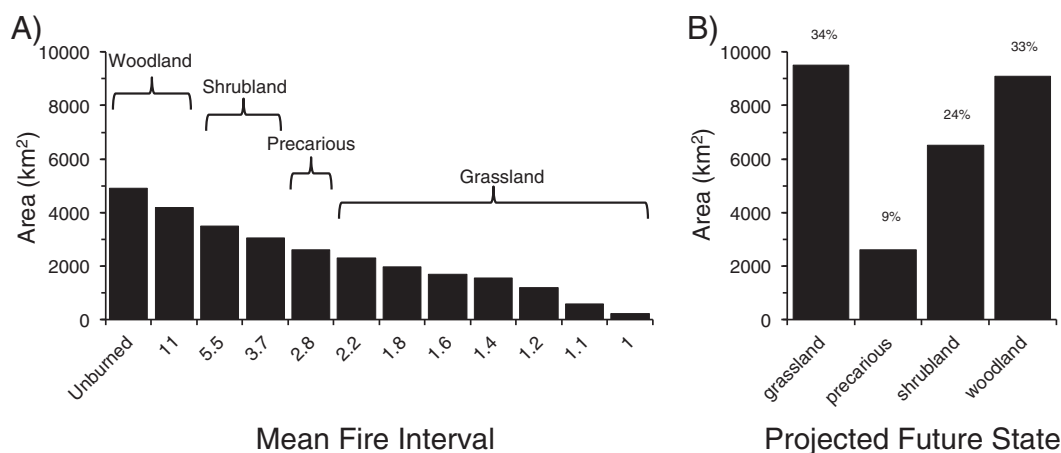 A)
10000
8000
6000
4000
2000
0
Area (km²)
Woodland
Shrubland
Precarious
Grassland
Unburned
11
5.5
3.7
2.8
2.2
1.8
1.6
1.4
1.2
1.1
1
Mean Fire Interval
B)
10000
8000
6000
4000
2000
0
Area (km²)
34%
9%
24%
33%
grassland
precarious
shrubland
woodland
Projected Future State